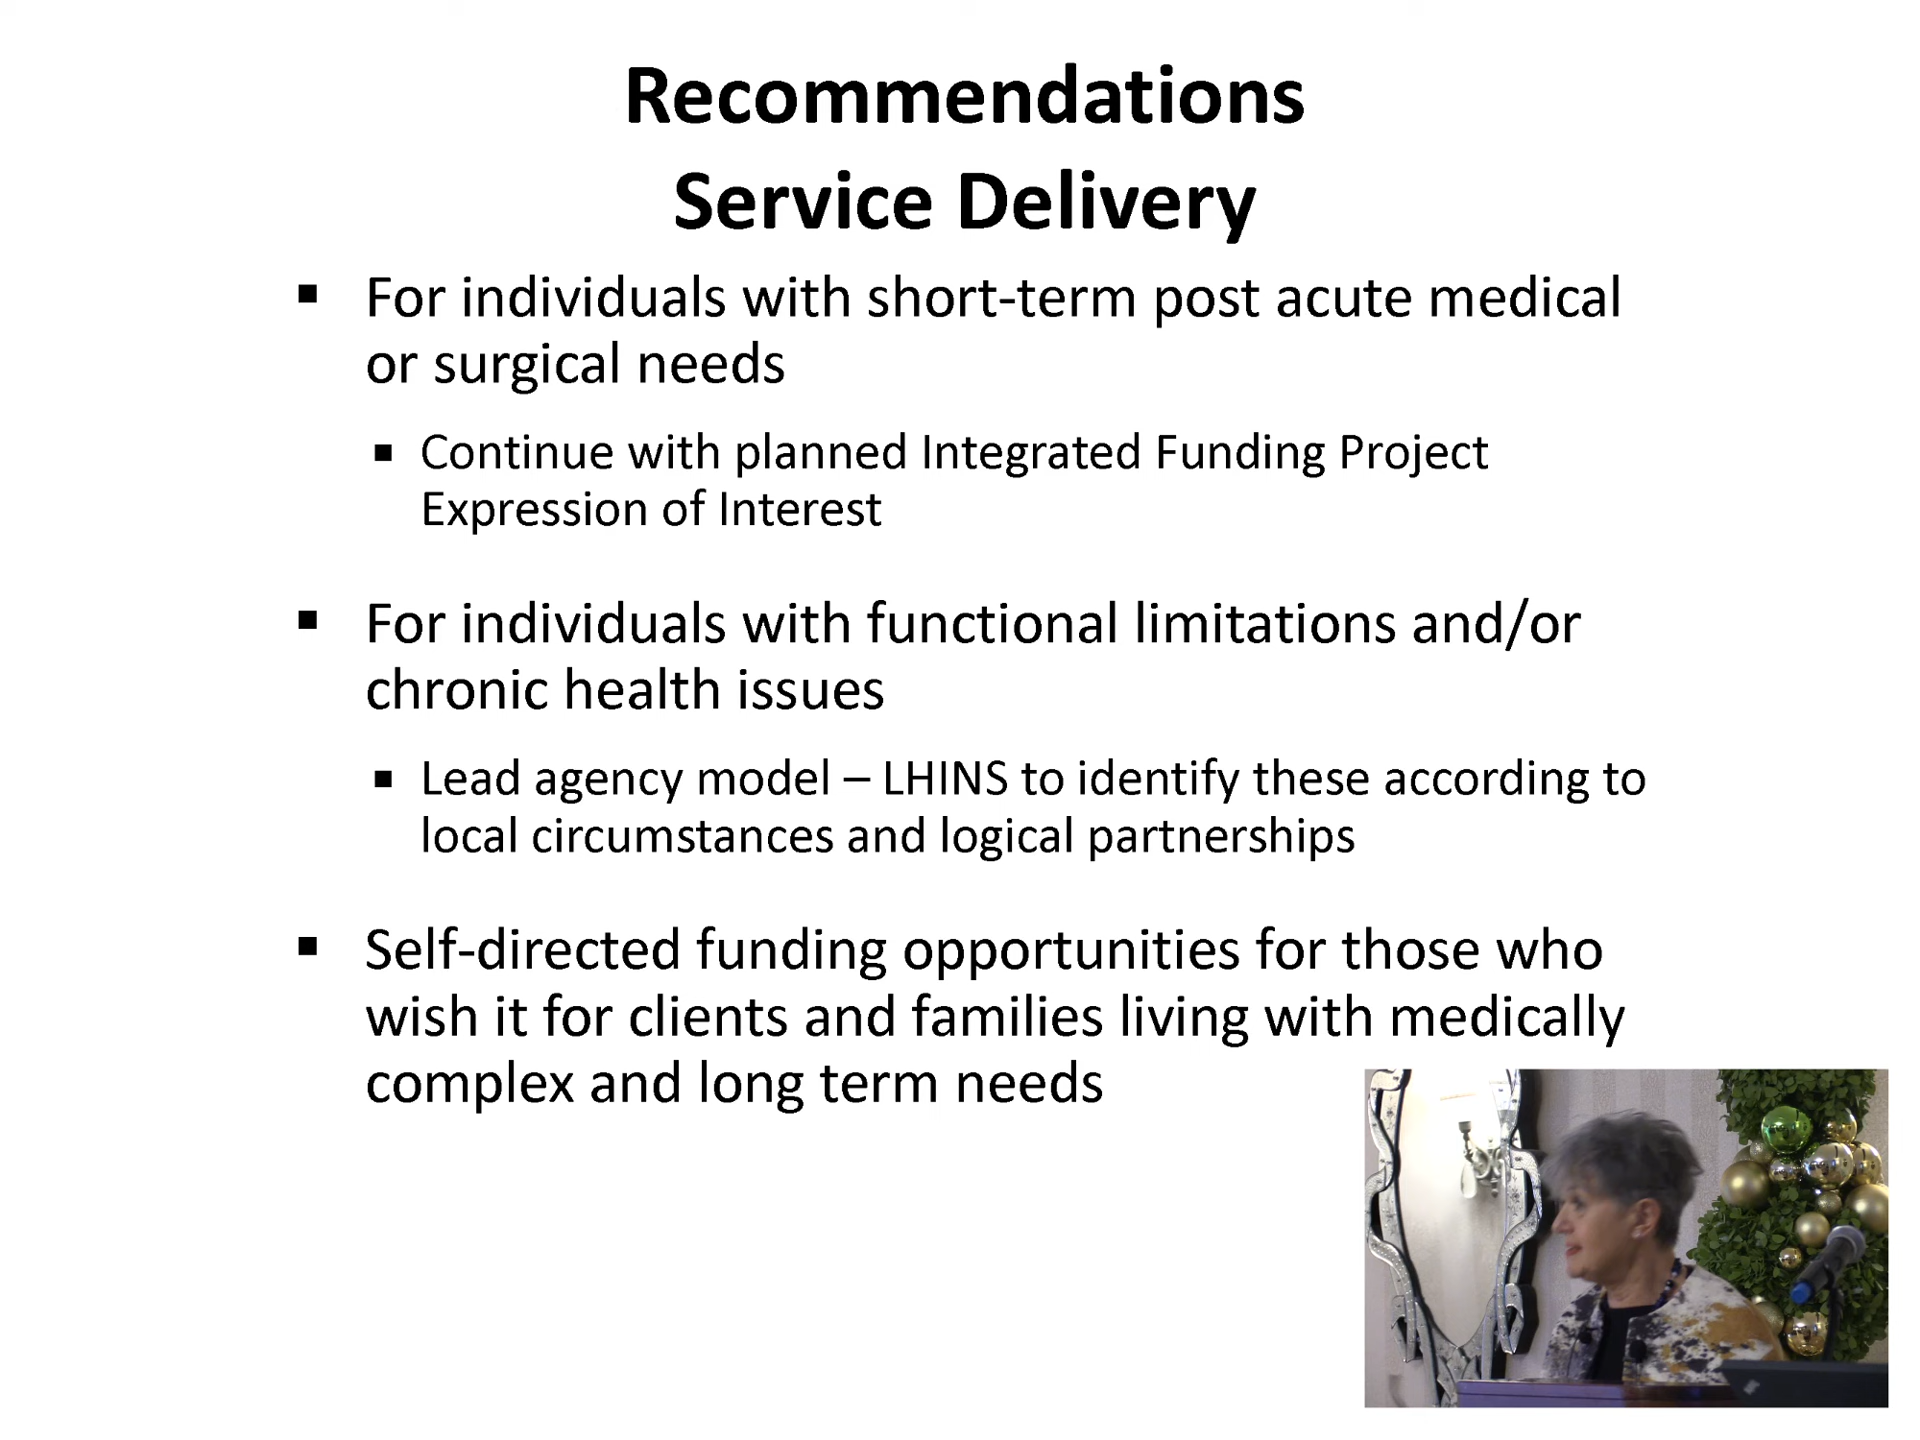 Recommendations
Service Delivery
▪ For individuals with short-term post acute medical
or surgical needs
▪ Continue with planned Integrated Funding Project
Expression of Interest
▪ For individuals with functional limitations and/or
chronic health issues
▪ Lead agency model – LHINS to identify these according to
local circumstances and logical partnerships
▪ Self-directed funding opportunities for those who
wish it for clients and families living with medically
complex and long term needs